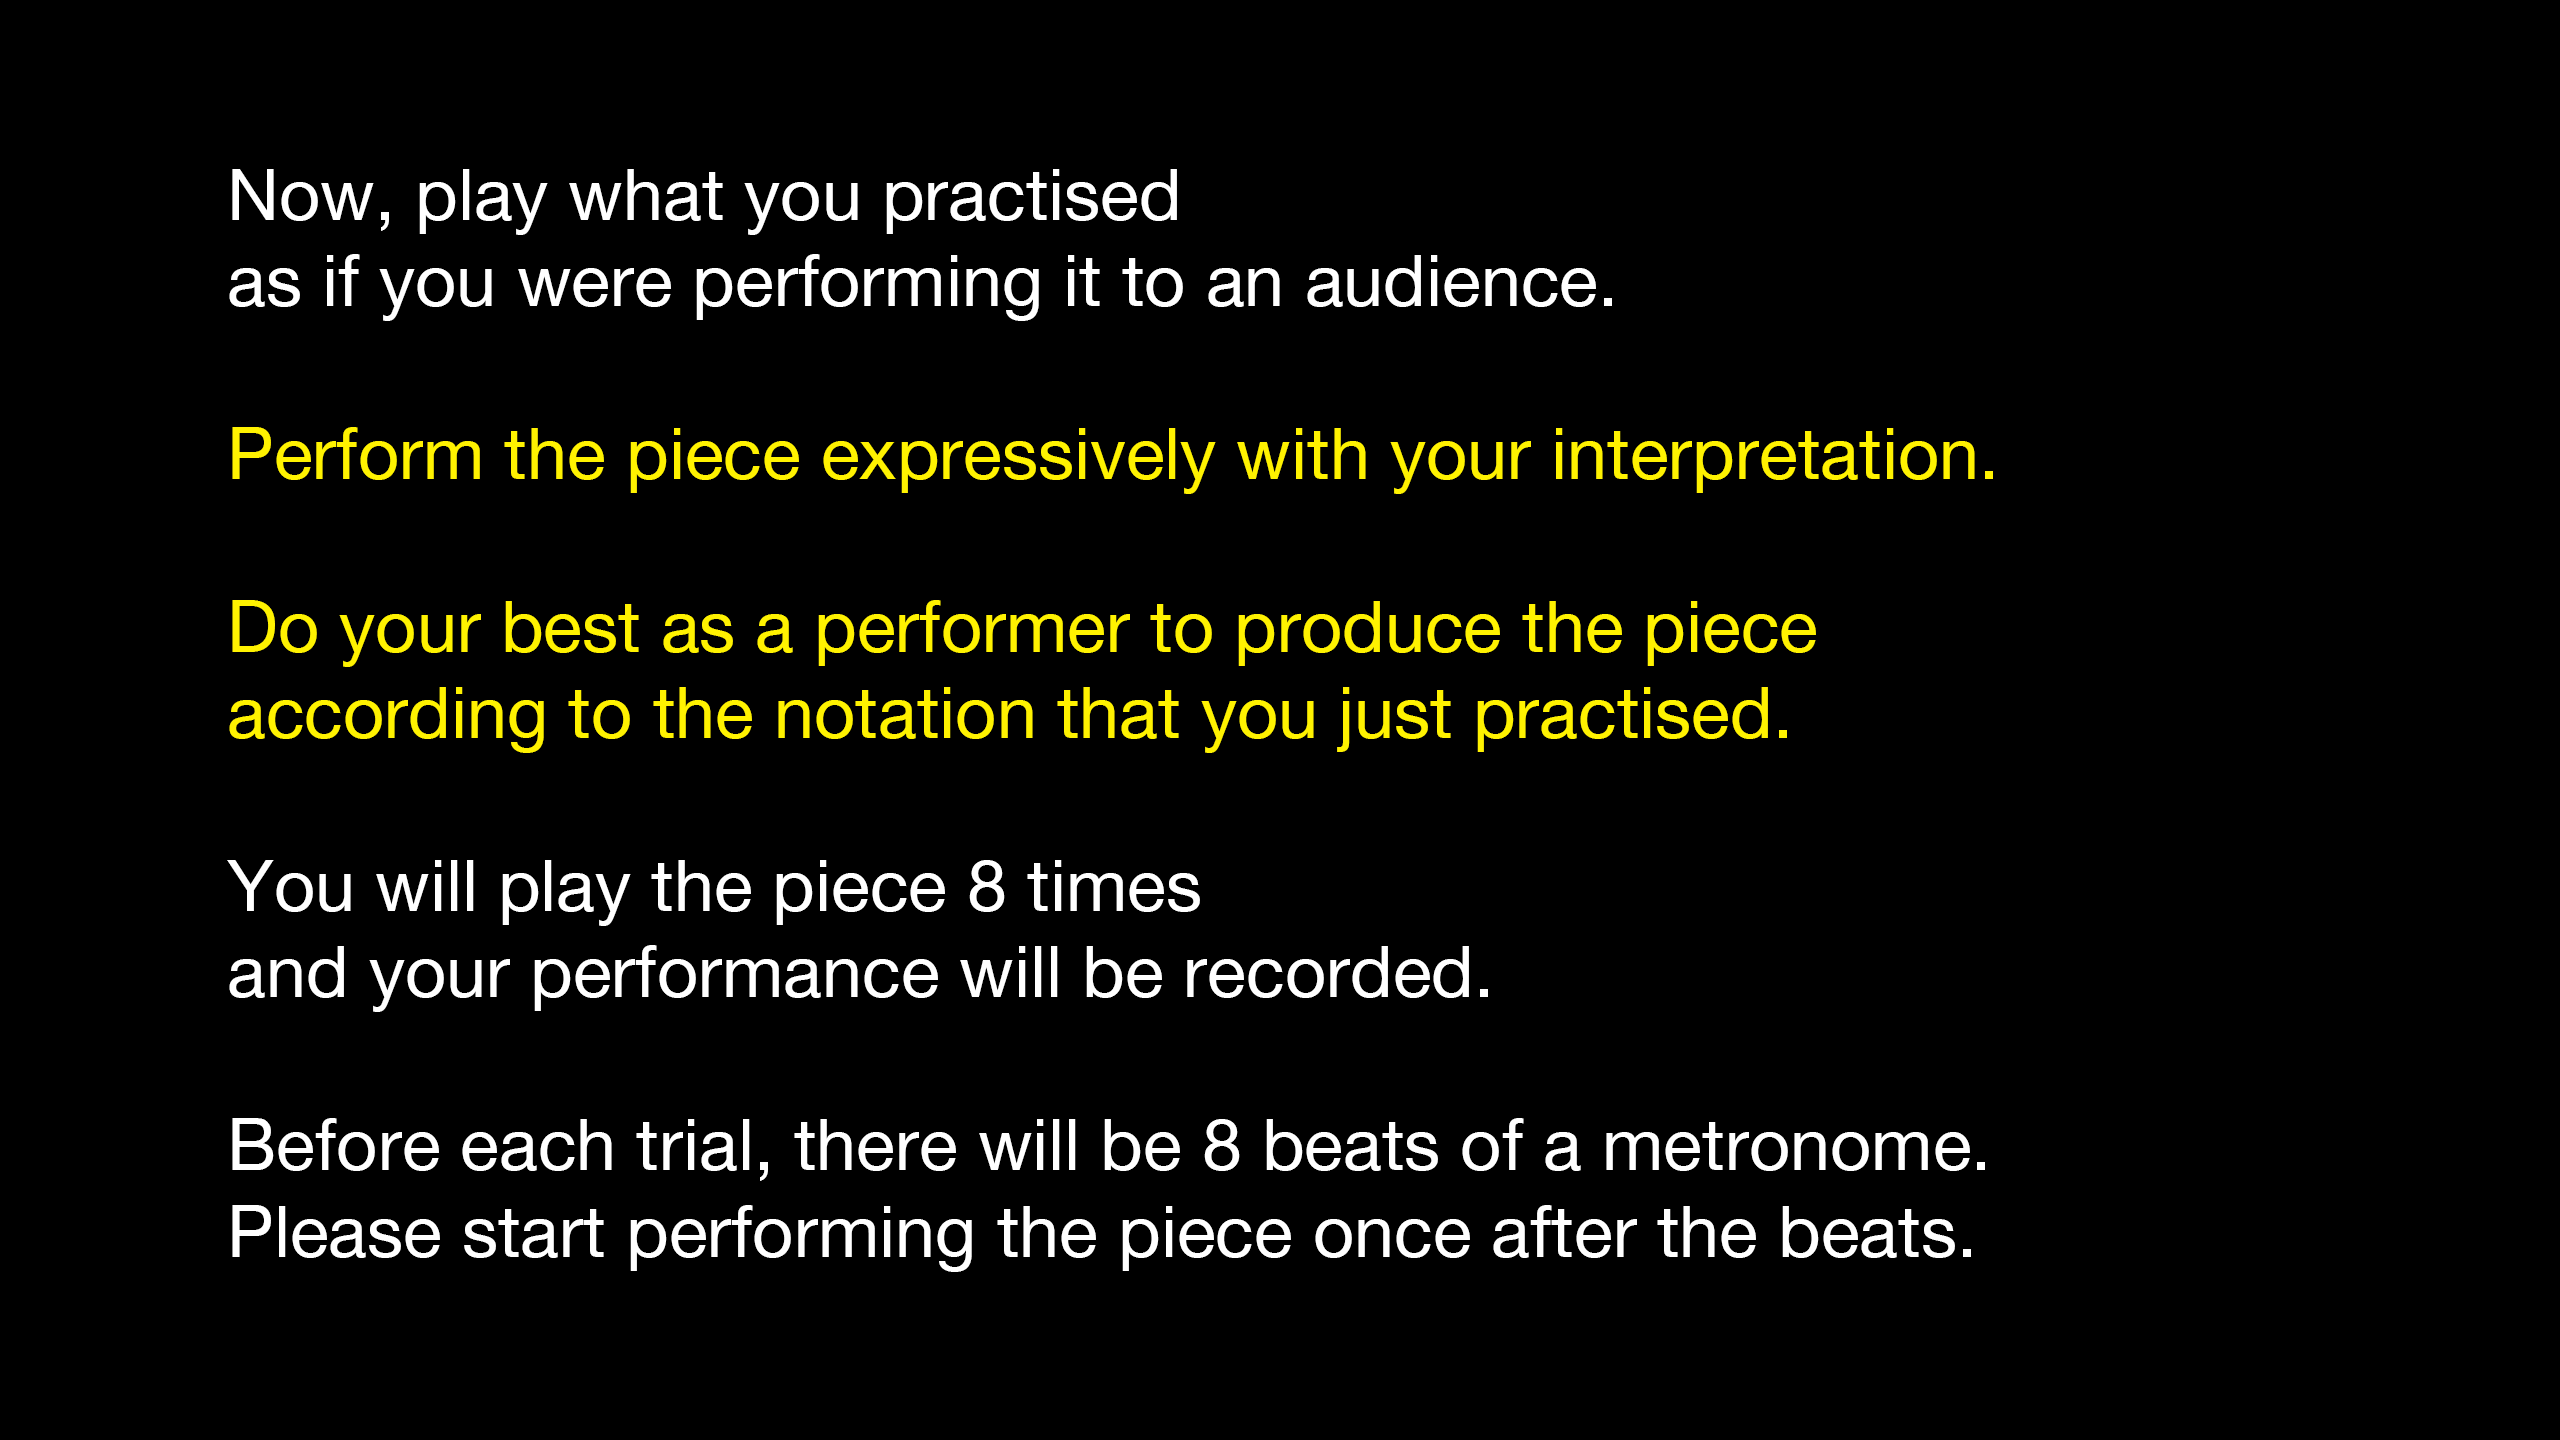 Now, play what you practised
as if you were performing it to an audience.
Perform the piece expressively with your interpretation.
Do your best as a performer to produce the piece
according to the notation that you just practised.
You will play the piece 8 times
and your performance will be recorded.
Before each trial, there will be 8 beats of a metronome.
Please start performing the piece once after the beats.